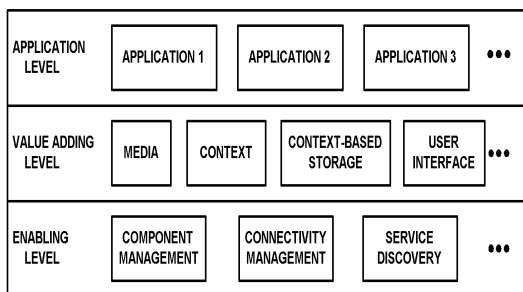 APPLICATION LEVEL
APPLICATION 1
APPLICATION 2
APPLICATION 3
•••
VALUE ADDING LEVEL
MEDIA
CONTEXT
CONTEXT-BASED
STORAGE
USER
INTERFACE
•••
ENABLING LEVEL
COMPONENT
MANAGEMENT
CONNECTIVITY
MANAGEMENT
SERVICE
DISCOVERY
•••